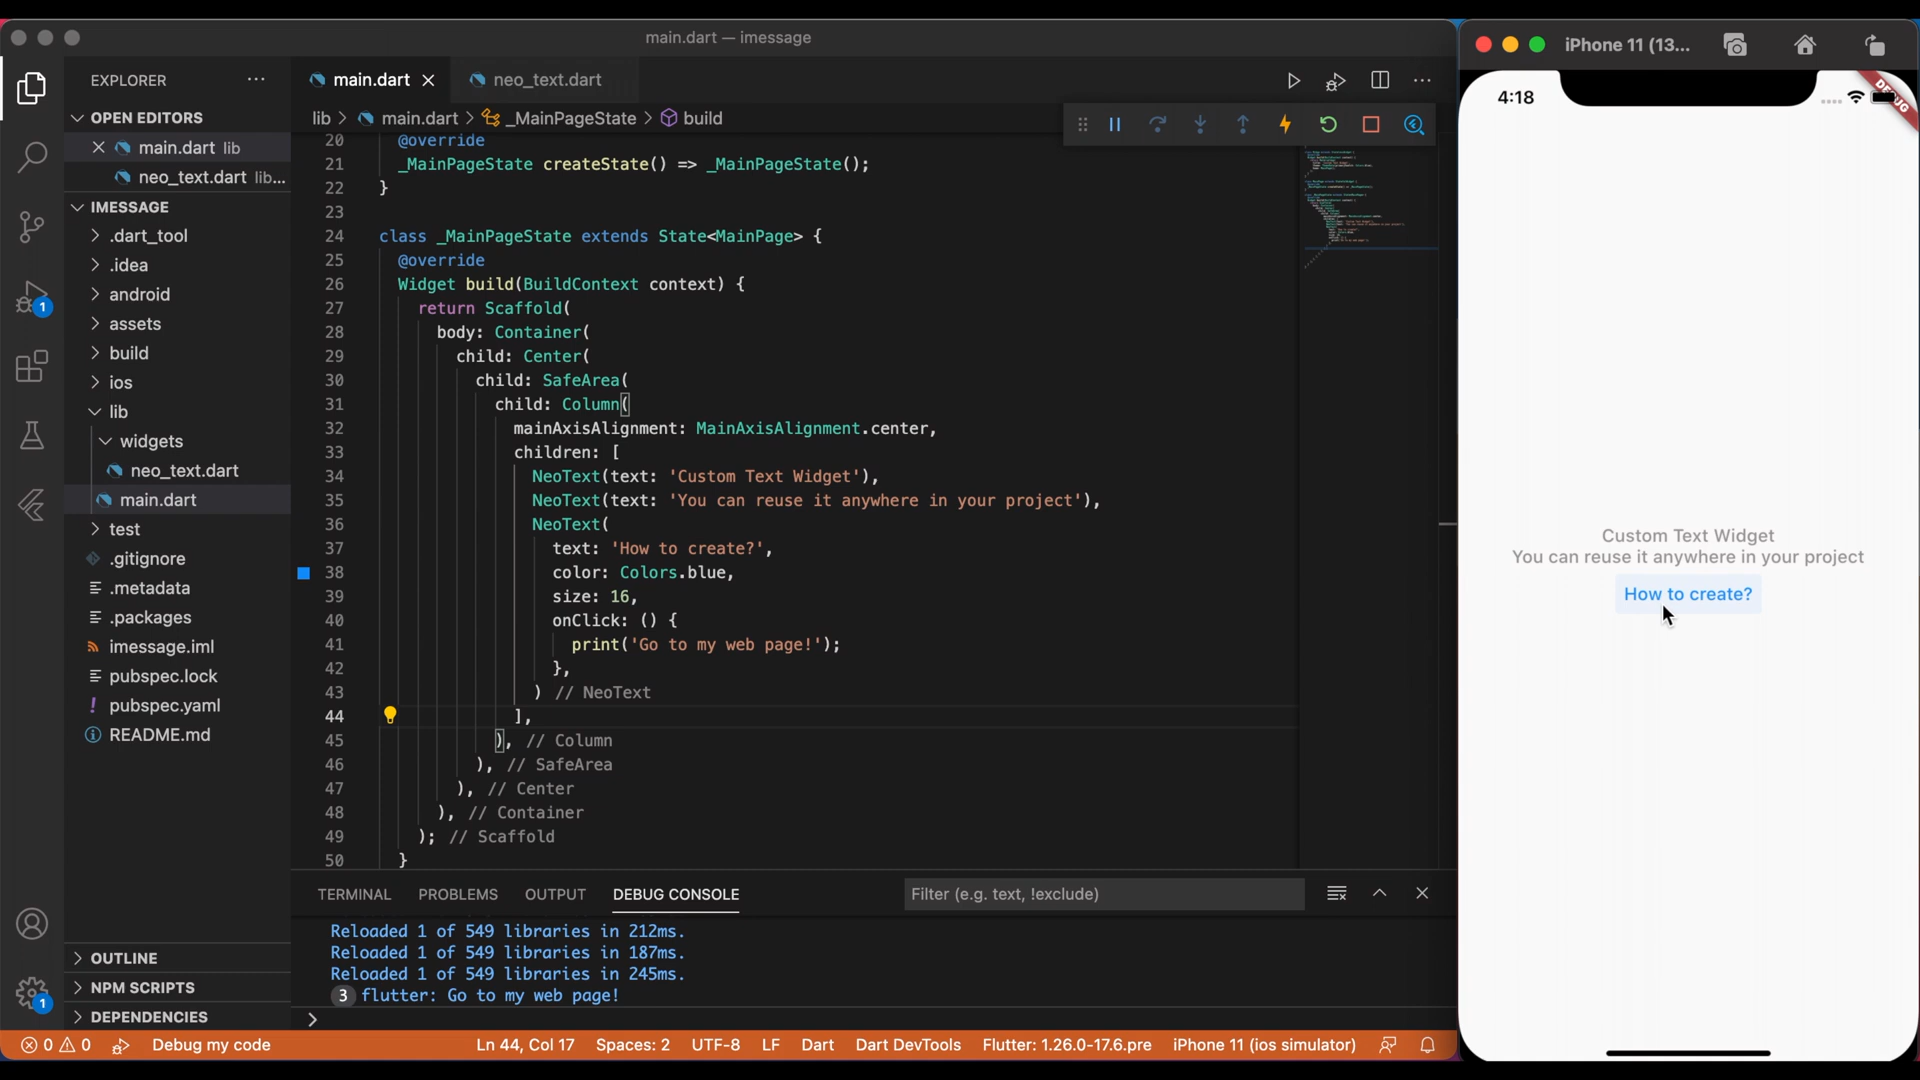 main.dart — imessage
EXPLORER
OPEN EDITORS
main.dart lib
neo_text.dart lib...
IMESSAGE
.dart_tool
.idea
android
assets
build
ios
lib
widgets
neo_text.dart
main.dart
test
.gitignore
.metadata
.packages
imessage.iml
pubspec.lock
pubspec.yaml
README.md
OUTLINE
NPM SCRIPTS
DEPENDENCIES
1
1
main.dart
neo_text.dart
lib > main.dart > _MainPageState > build
20 @override
21 _MainPageState createState() => _MainPageState();
22 }
23
24 class _MainPageState extends State<MainPage> {
25 @override
26 Widget build(BuildContext context) {
27 return Scaffold(
28 body: Container(
29 child: Center(
30 child: SafeArea(
31 child: Column(
32 mainAxisAlignment: MainAxisAlignment.center,
33 children: [
34 NeoText(text: 'Custom Text Widget'),
35 NeoText(text: 'You can reuse it anywhere in your project'),
36 NeoText(
37 text: 'How to create?',
38 color: Colors.blue,
39 size: 16,
40 onClick: () {
41 print('Go to my web page!');
42 },
43 ) // NeoText
44 ],
45 ), // Column
46 ), // SafeArea
47 ), // Center
48 ), // Container
49 ); // Scaffold
50 }
TERMINAL PROBLEMS OUTPUT DEBUG CONSOLE
Filter (e.g. text, !exclude)
Reloaded 1 of 549 libraries in 212ms.
Reloaded 1 of 549 libraries in 187ms.
Reloaded 1 of 549 libraries in 245ms.
3 flutter: Go to my web page!
>
0 0 Debug my code Ln 44, Col 17 Spaces: 2 UTF-8 LF Dart Dart DevTools Flutter: 1.26.0-17.6.pre iPhone 11 (ios simulator)
iPhone 11 (13...
4:18
DEBUG
Custom Text Widget
You can reuse it anywhere in your project
How to create?